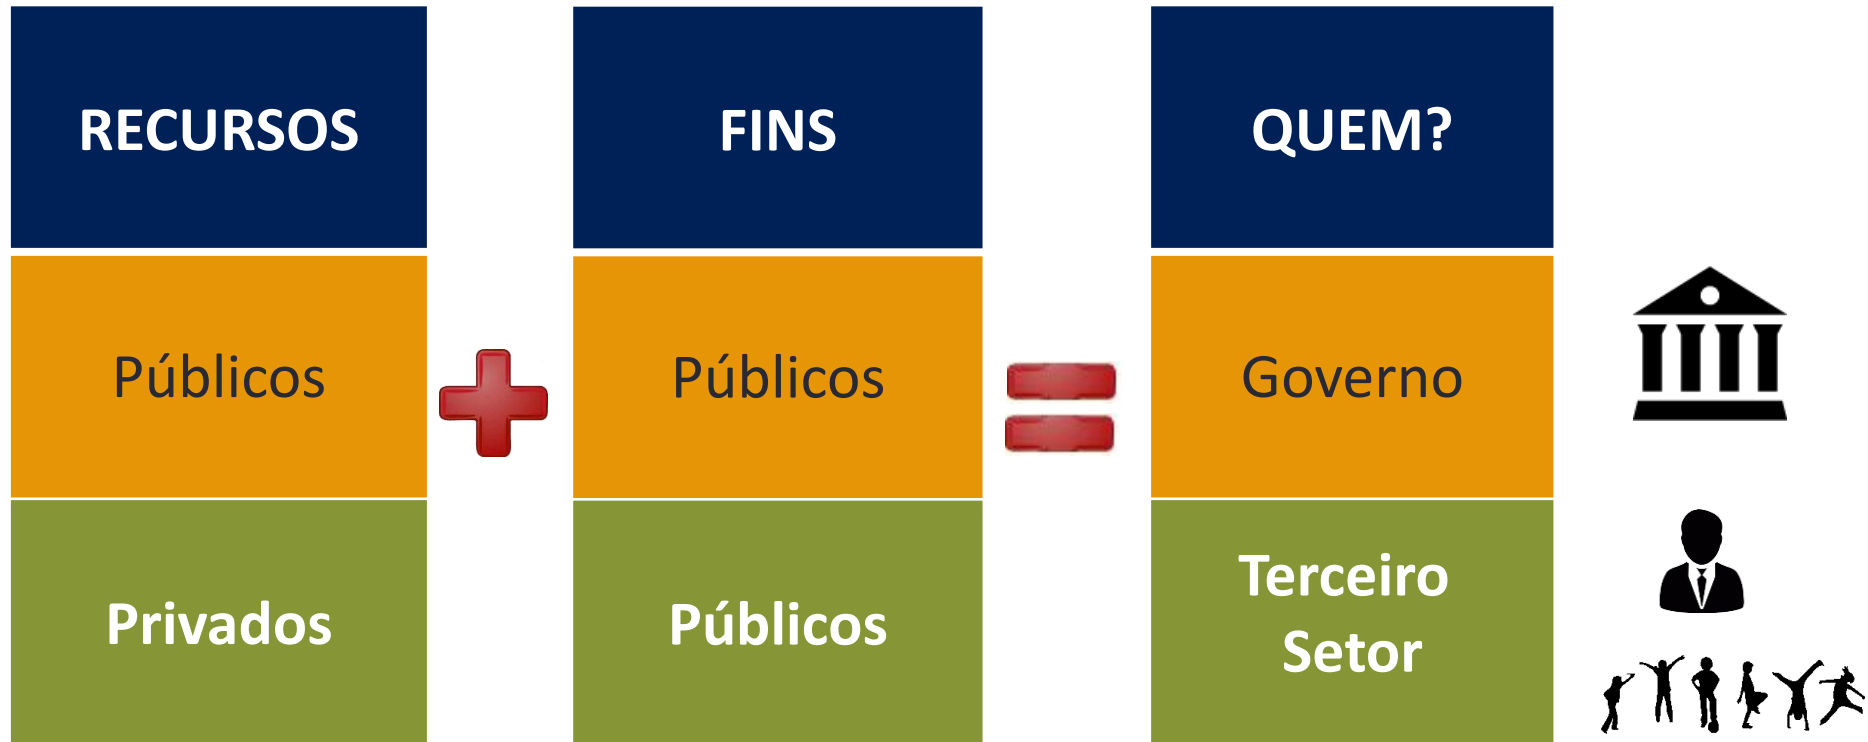 RECURSOS
FINS
QUEM?
Públicos
Públicos
Governo
Privados
Públicos
Terceiro
Setor